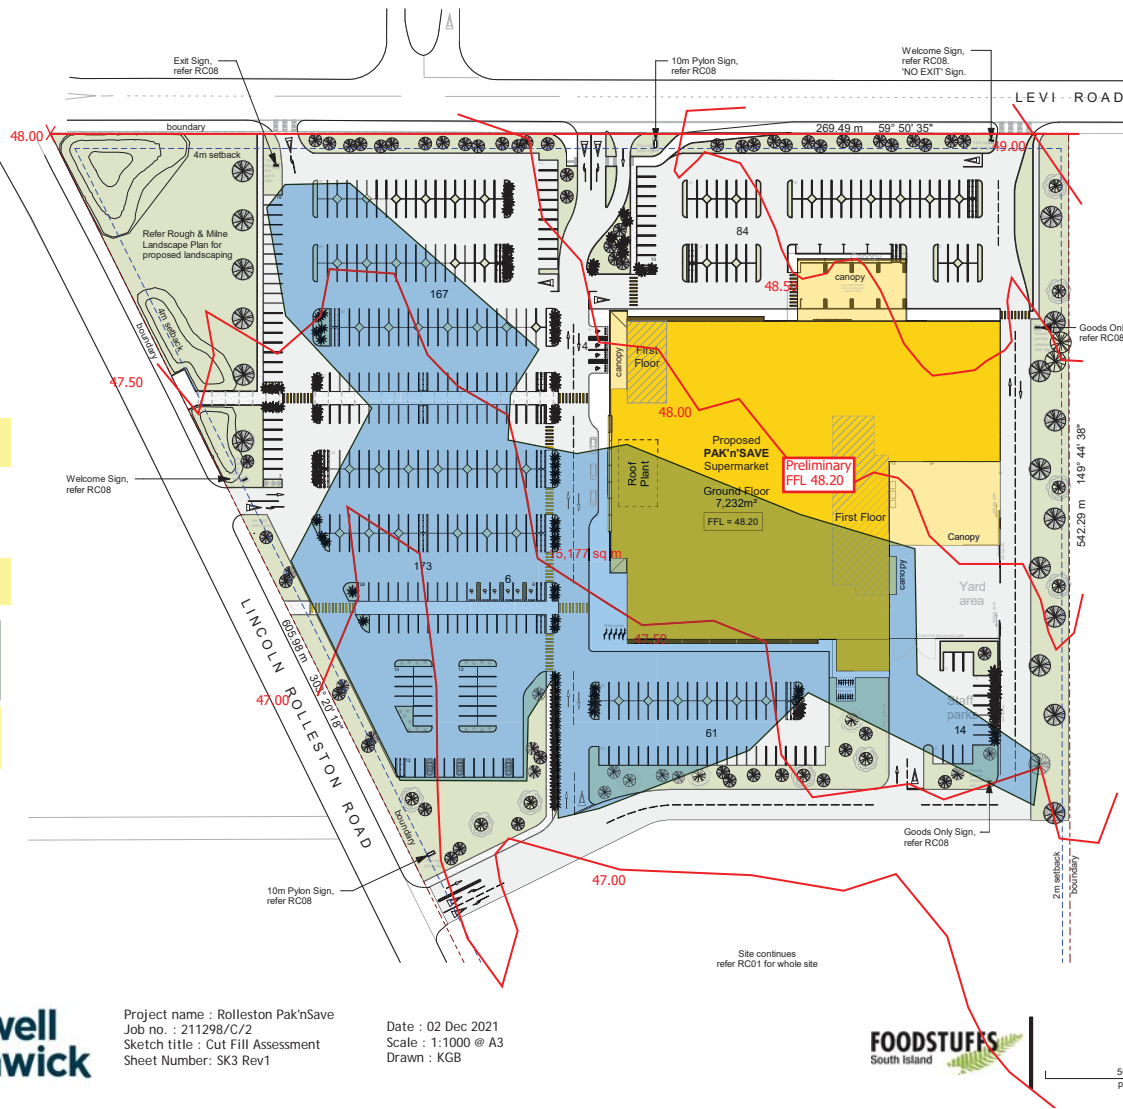 Exit Sign,
refer RC08
10m Pylon Sign,
refer RC08
Welcome Sign,
refer RC08.
'NO EXIT' Sign.
LEVI ROAD
48.00
boundary
269.49 m 59° 50' 35"
49.00
4m setback
Refer Rough & Milne
Landscape Plan for
proposed landscaping
84
canopy
48.50
167
4m setback
boundary
4
canopy
First
Floor
Goods Only
refer RC08
47.50
48.00
Proposed
PAK'n'SAVE
Supermarket
Preliminary
FFL 48.20
Roof
Plant
Ground Floor
7,232m²
FFL = 48.20
First Floor
Canopy
542.29 m 149° 44' 38"
Welcome Sign,
refer RC08
15,177 sq m
173
6
canopy
Yard
area
47.50
LINCOLN ROLLESTON ROAD
605.98 m
47.00
Staff
parks
14
61
boundary
Goods Only Sign,
refer RC08
10m Pylon Sign,
refer RC08
47.00
2m setback
boundary
Site continues
refer RC01 for whole site
well
nwick
Project name : Rolleston Pak'nSave
Job no. : 211298/C/2
Sketch title : Cut Fill Assessment
Sheet Number: SK3 Rev1
Date : 02 Dec 2021
Scale : 1:1000 @ A3
Drawn : KGB
FOODSTUFFS
South Island